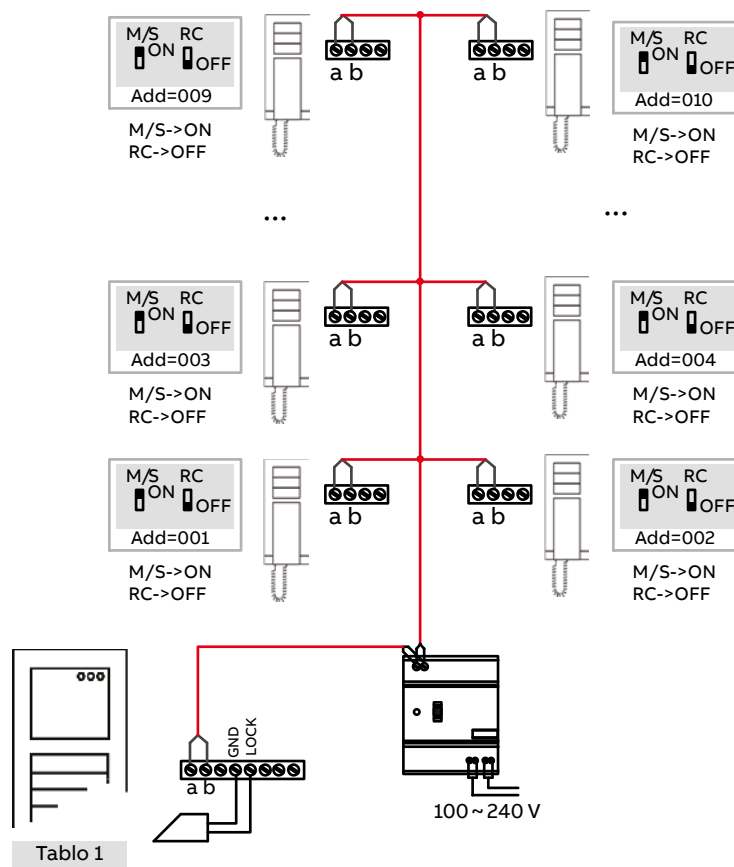 M/S RC
ON OFF
Add=009
M/S->ON
RC->OFF
a b
a b
M/S RC
ON OFF
Add=010
M/S->ON
RC->OFF
...
...
M/S RC
ON OFF
Add=003
M/S->ON
RC->OFF
a b
a b
M/S RC
ON OFF
Add=004
M/S->ON
RC->OFF
M/S RC
ON OFF
Add=001
M/S->ON
RC->OFF
a b
a b
M/S RC
ON OFF
Add=002
M/S->ON
RC->OFF
GND
LOCK
a b
100 ~ 240 V
Tablo 1